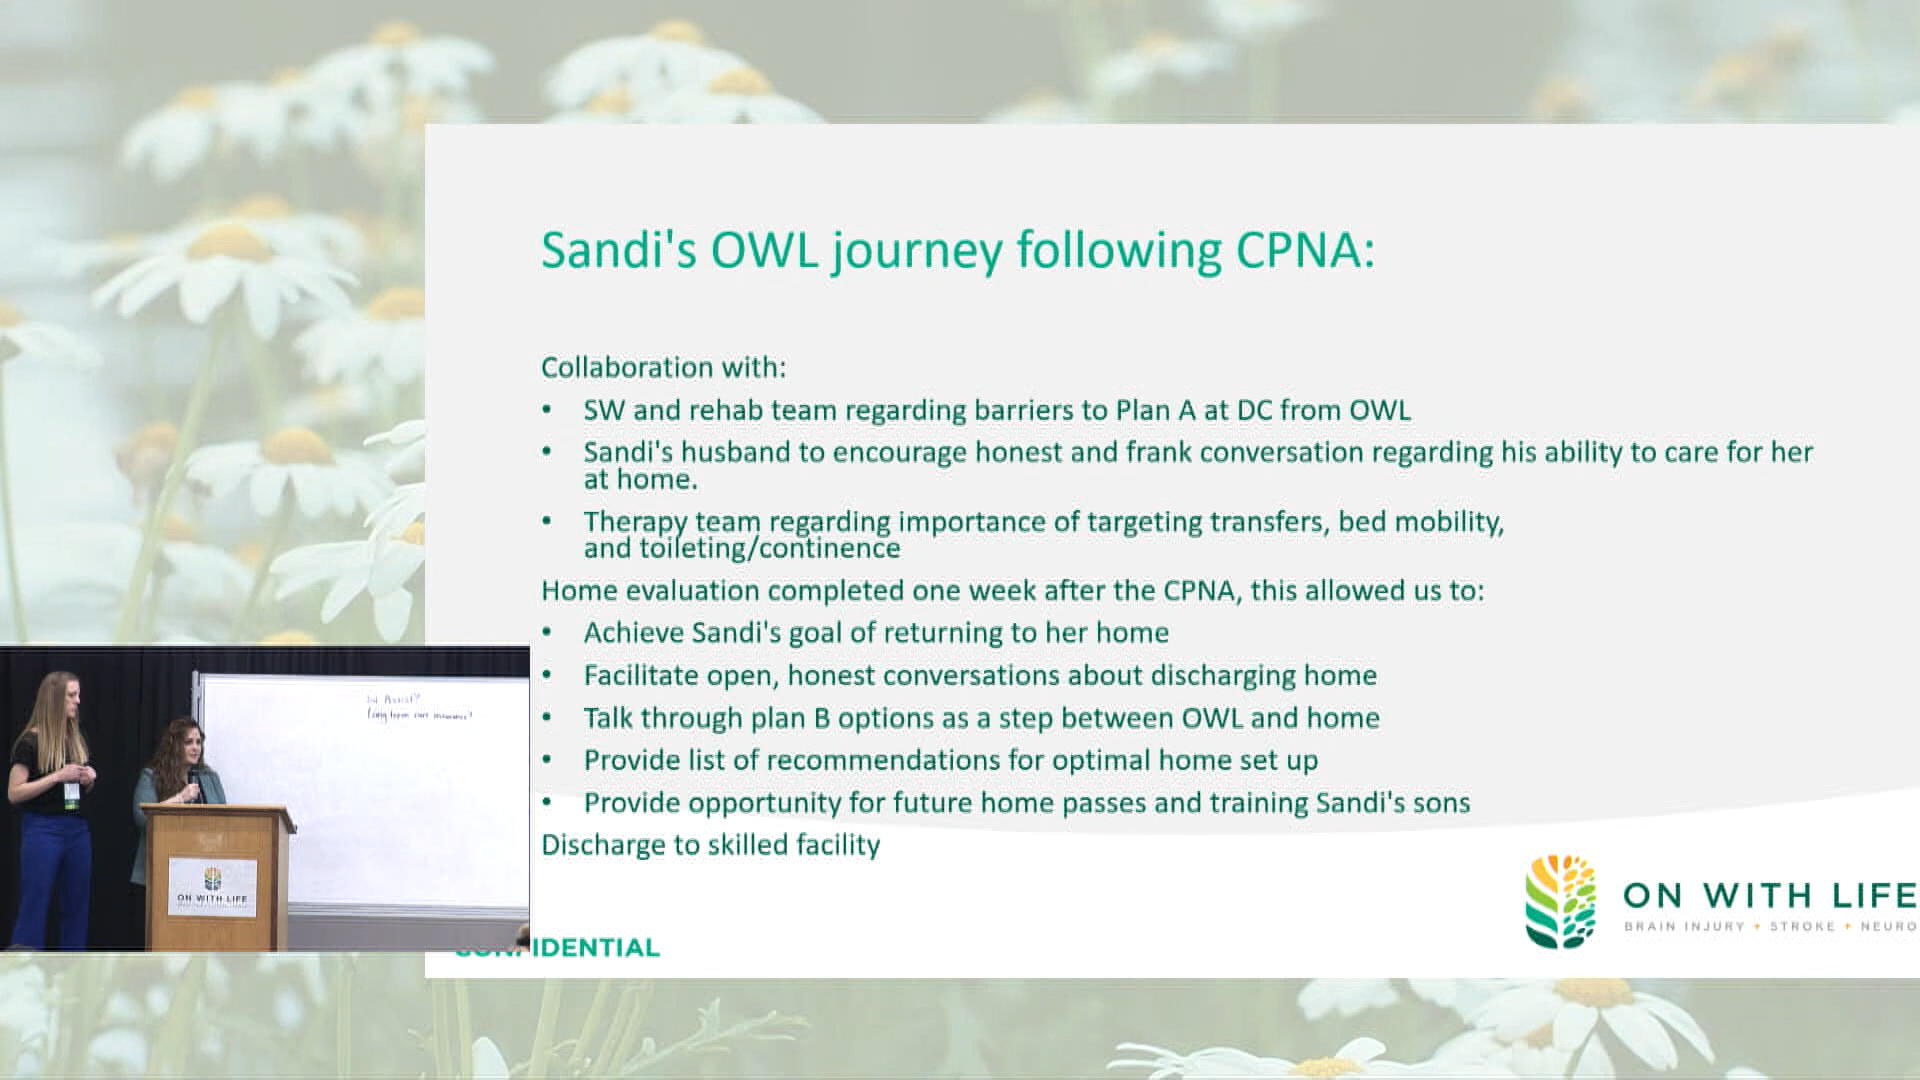 Sandi's OWL journey following CPNA:
Collaboration with:
• SW and rehab team regarding barriers to Plan A at DC from OWL
• Sandi's husband to encourage honest and frank conversation regarding his ability to care for her
at home.
• Therapy team regarding importance of targeting transfers, bed mobility,
and toileting/continence
Home evaluation completed one week after the CPNA, this allowed us to:
• Achieve Sandi's goal of returning to her home
• Facilitate open, honest conversations about discharging home
• Talk through plan B options as a step between OWL and home
• Provide list of recommendations for optimal home set up
• Provide opportunity for future home passes and training Sandi's sons
Discharge to skilled facility
CONFIDENTIAL
ON WITH LIFE
BRAIN INJURY + STROKE + NEURO
Assist?
Long term care insurance?
ON WITH LIFE